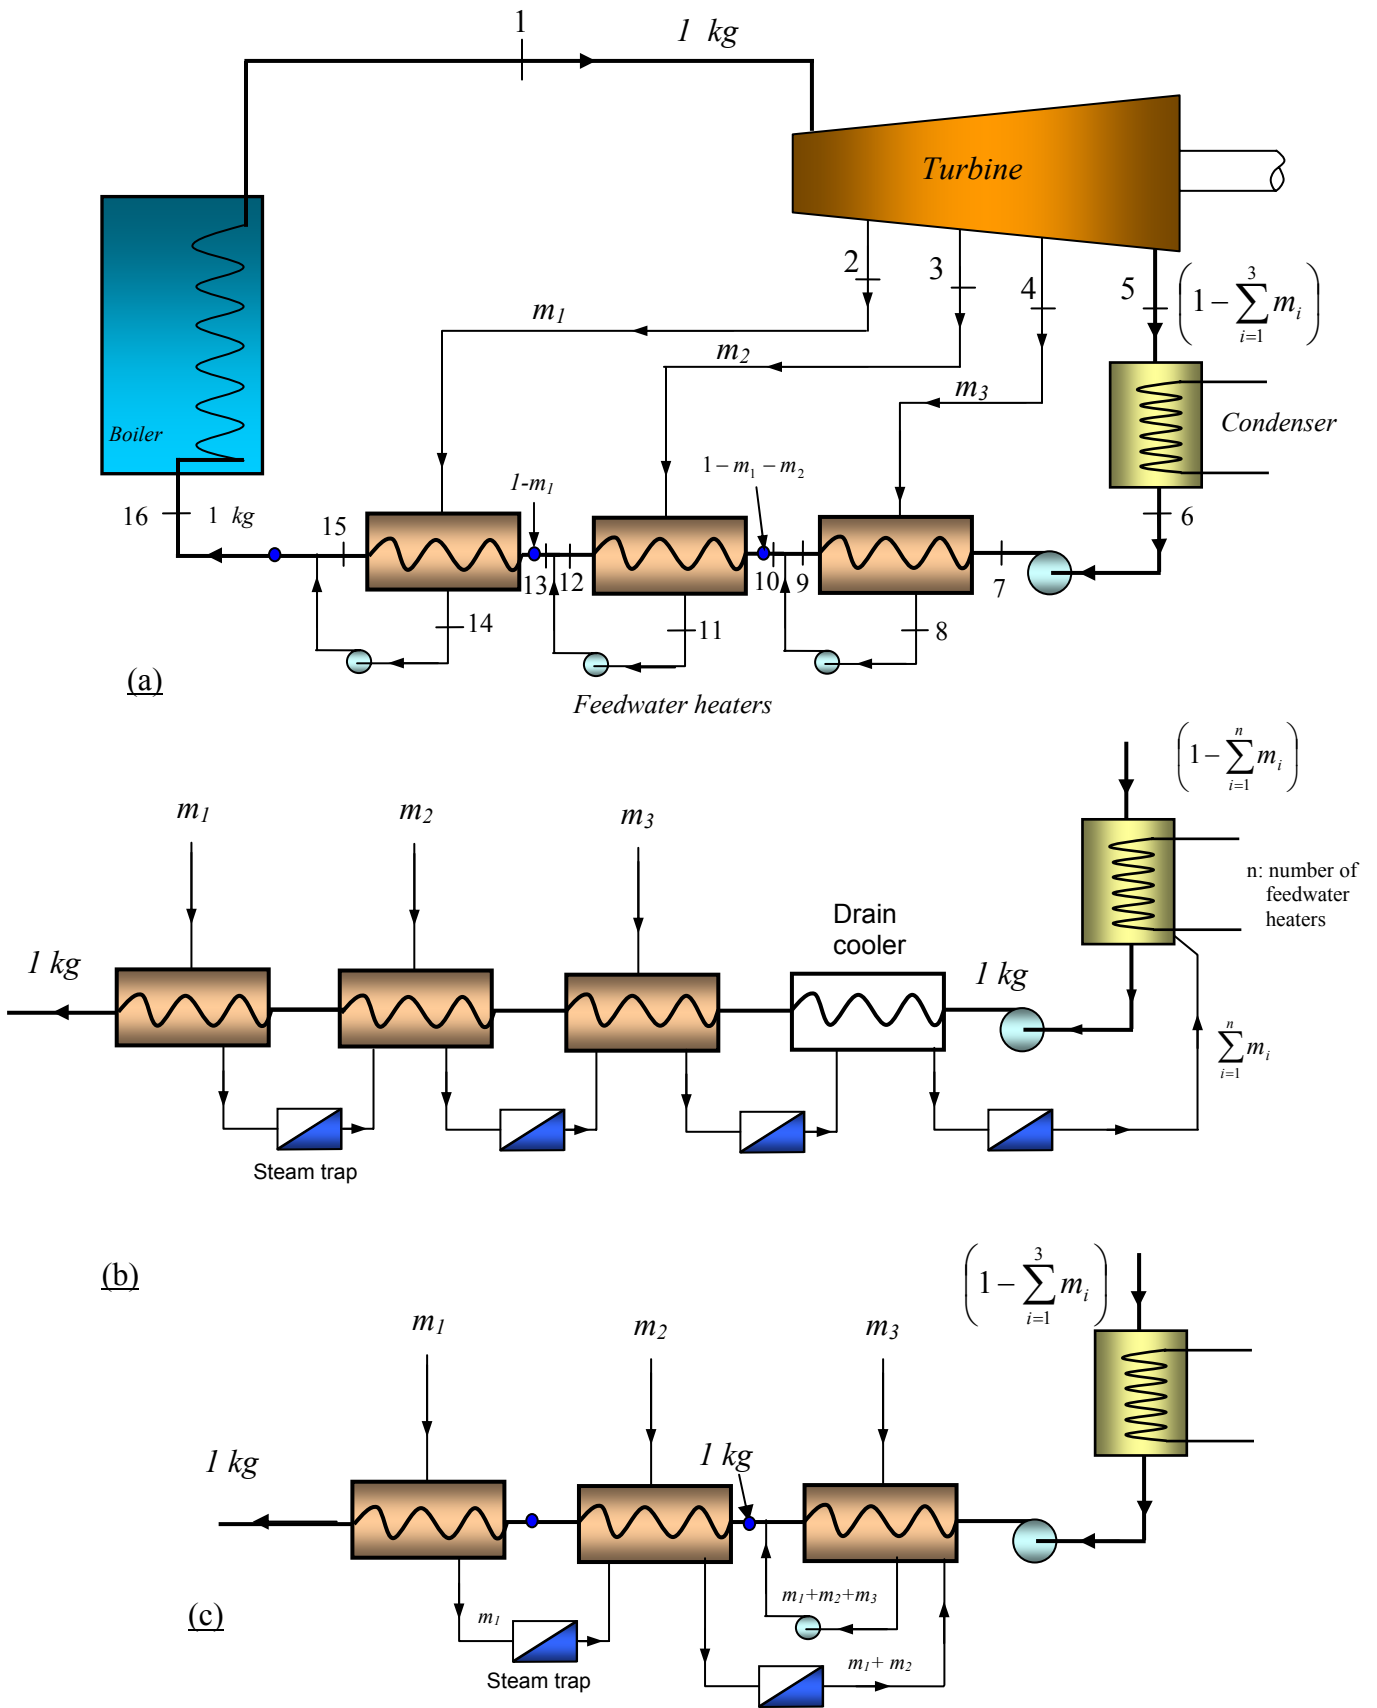 1
1 kg
Turbine
2
3
4
5
(1 − ∑_{i=1}^{3} m_i)
m₁
m₂
m₃
Boiler
Condenser
1-m₁
1 − m₁ − m₂
16
1 kg
15
13
12
10
9
7
6
14
11
8
(a)
Feedwater heaters
(1 − ∑_{i=1}^{n} m_i)
m₁
m₂
m₃
n: number of
feedwater
heaters
Drain
cooler
1 kg
1 kg
∑_{i=1}^{n} m_i
Steam trap
(b)
(1 − ∑_{i=1}^{3} m_i)
m₁
m₂
m₃
1 kg
1 kg
m₁+m₂+m₃
(c)
m₁
m₁+ m₂
Steam trap